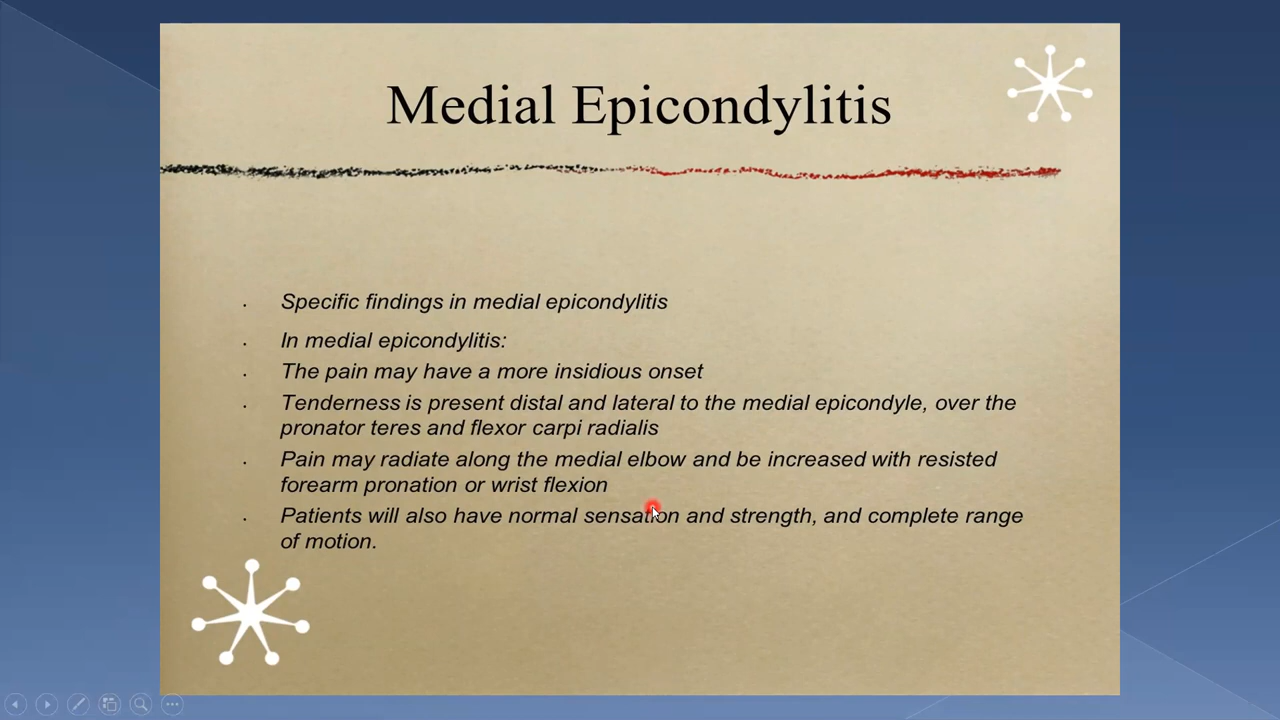 Medial Epicondylitis
• Specific findings in medial epicondylitis
• In medial epicondylitis:
• The pain may have a more insidious onset
• Tenderness is present distal and lateral to the medial epicondyle, over the
pronator teres and flexor carpi radialis
• Pain may radiate along the medial elbow and be increased with resisted
forearm pronation or wrist flexion
• Patients will also have normal sensation and strength, and complete range
of motion.